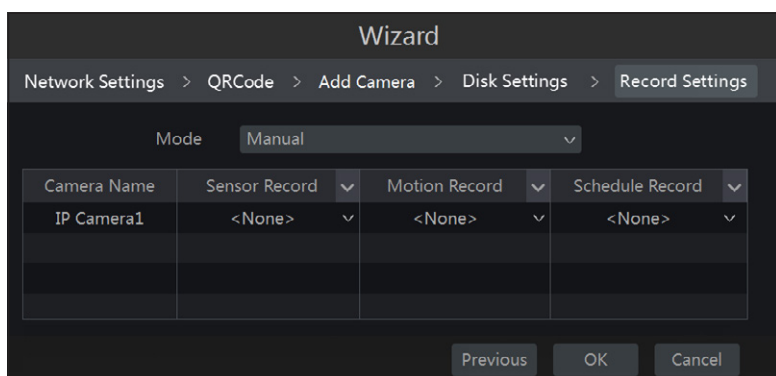 Wizard
Network Settings > QRCode > Add Camera > Disk Settings > Record Settings
Mode Manual
Camera Name Sensor Record Motion Record Schedule Record
IP Camera1 <None> <None> <None>
Previous OK Cancel